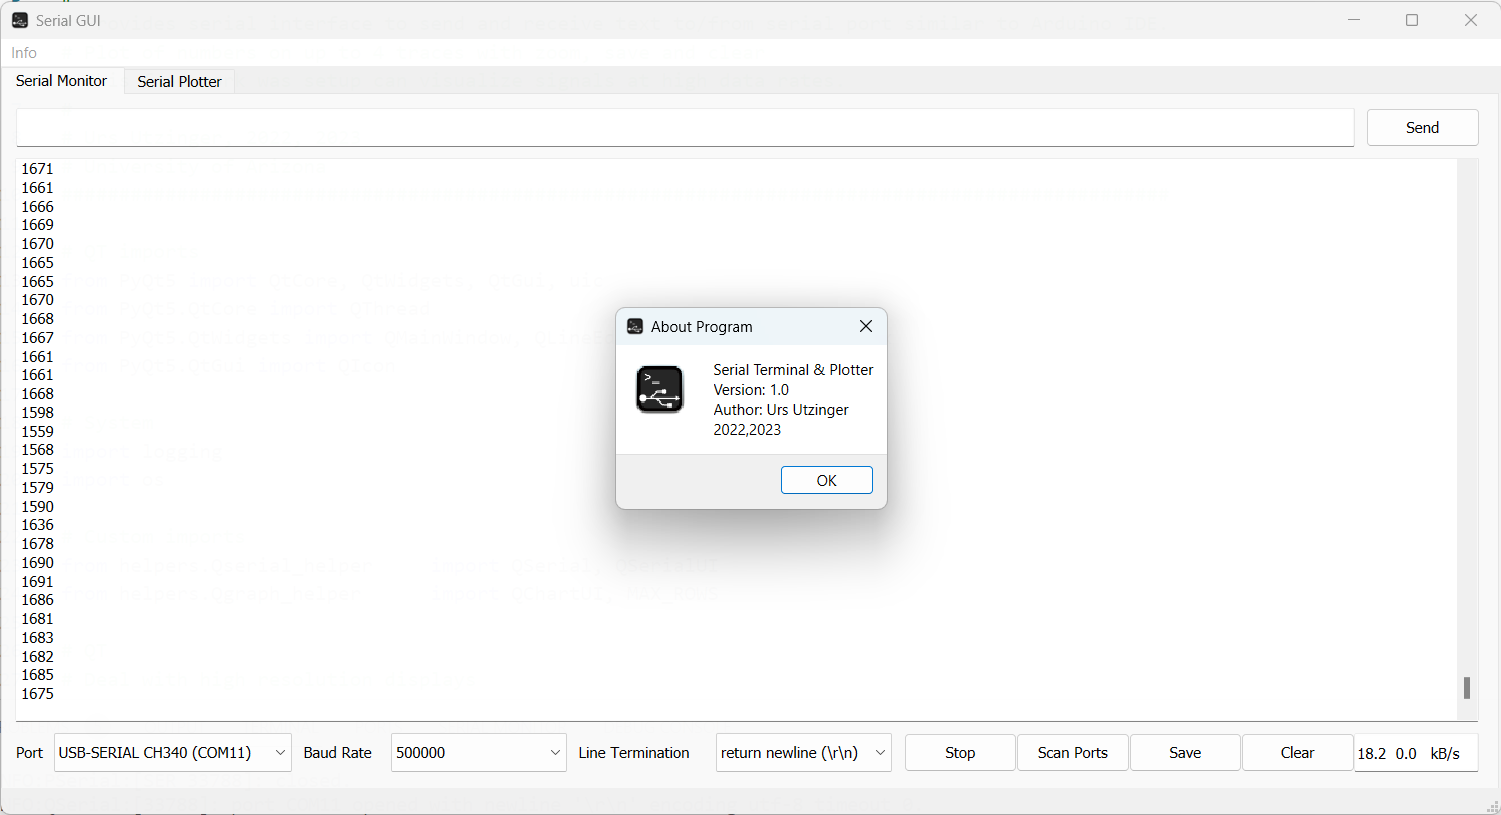 Serial GUI
Info
Serial Monitor
Serial Plotter
Send
1671
1661
1666
1669
1670
1665
1665
1670
1668
1667
1661
1661
1668
1598
1559
1568
1575
1579
1590
1636
1678
1690
1691
1686
1681
1683
1682
1685
1675
About Program
>_
Serial Terminal & Plotter
Version: 1.0
Author: Urs Utzinger
2022,2023
OK
Port USB-SERIAL CH340 (COM11) Baud Rate 500000 Line Termination return newline (\r\n) Stop Scan Ports Save Clear 18.2 0.0 kB/s